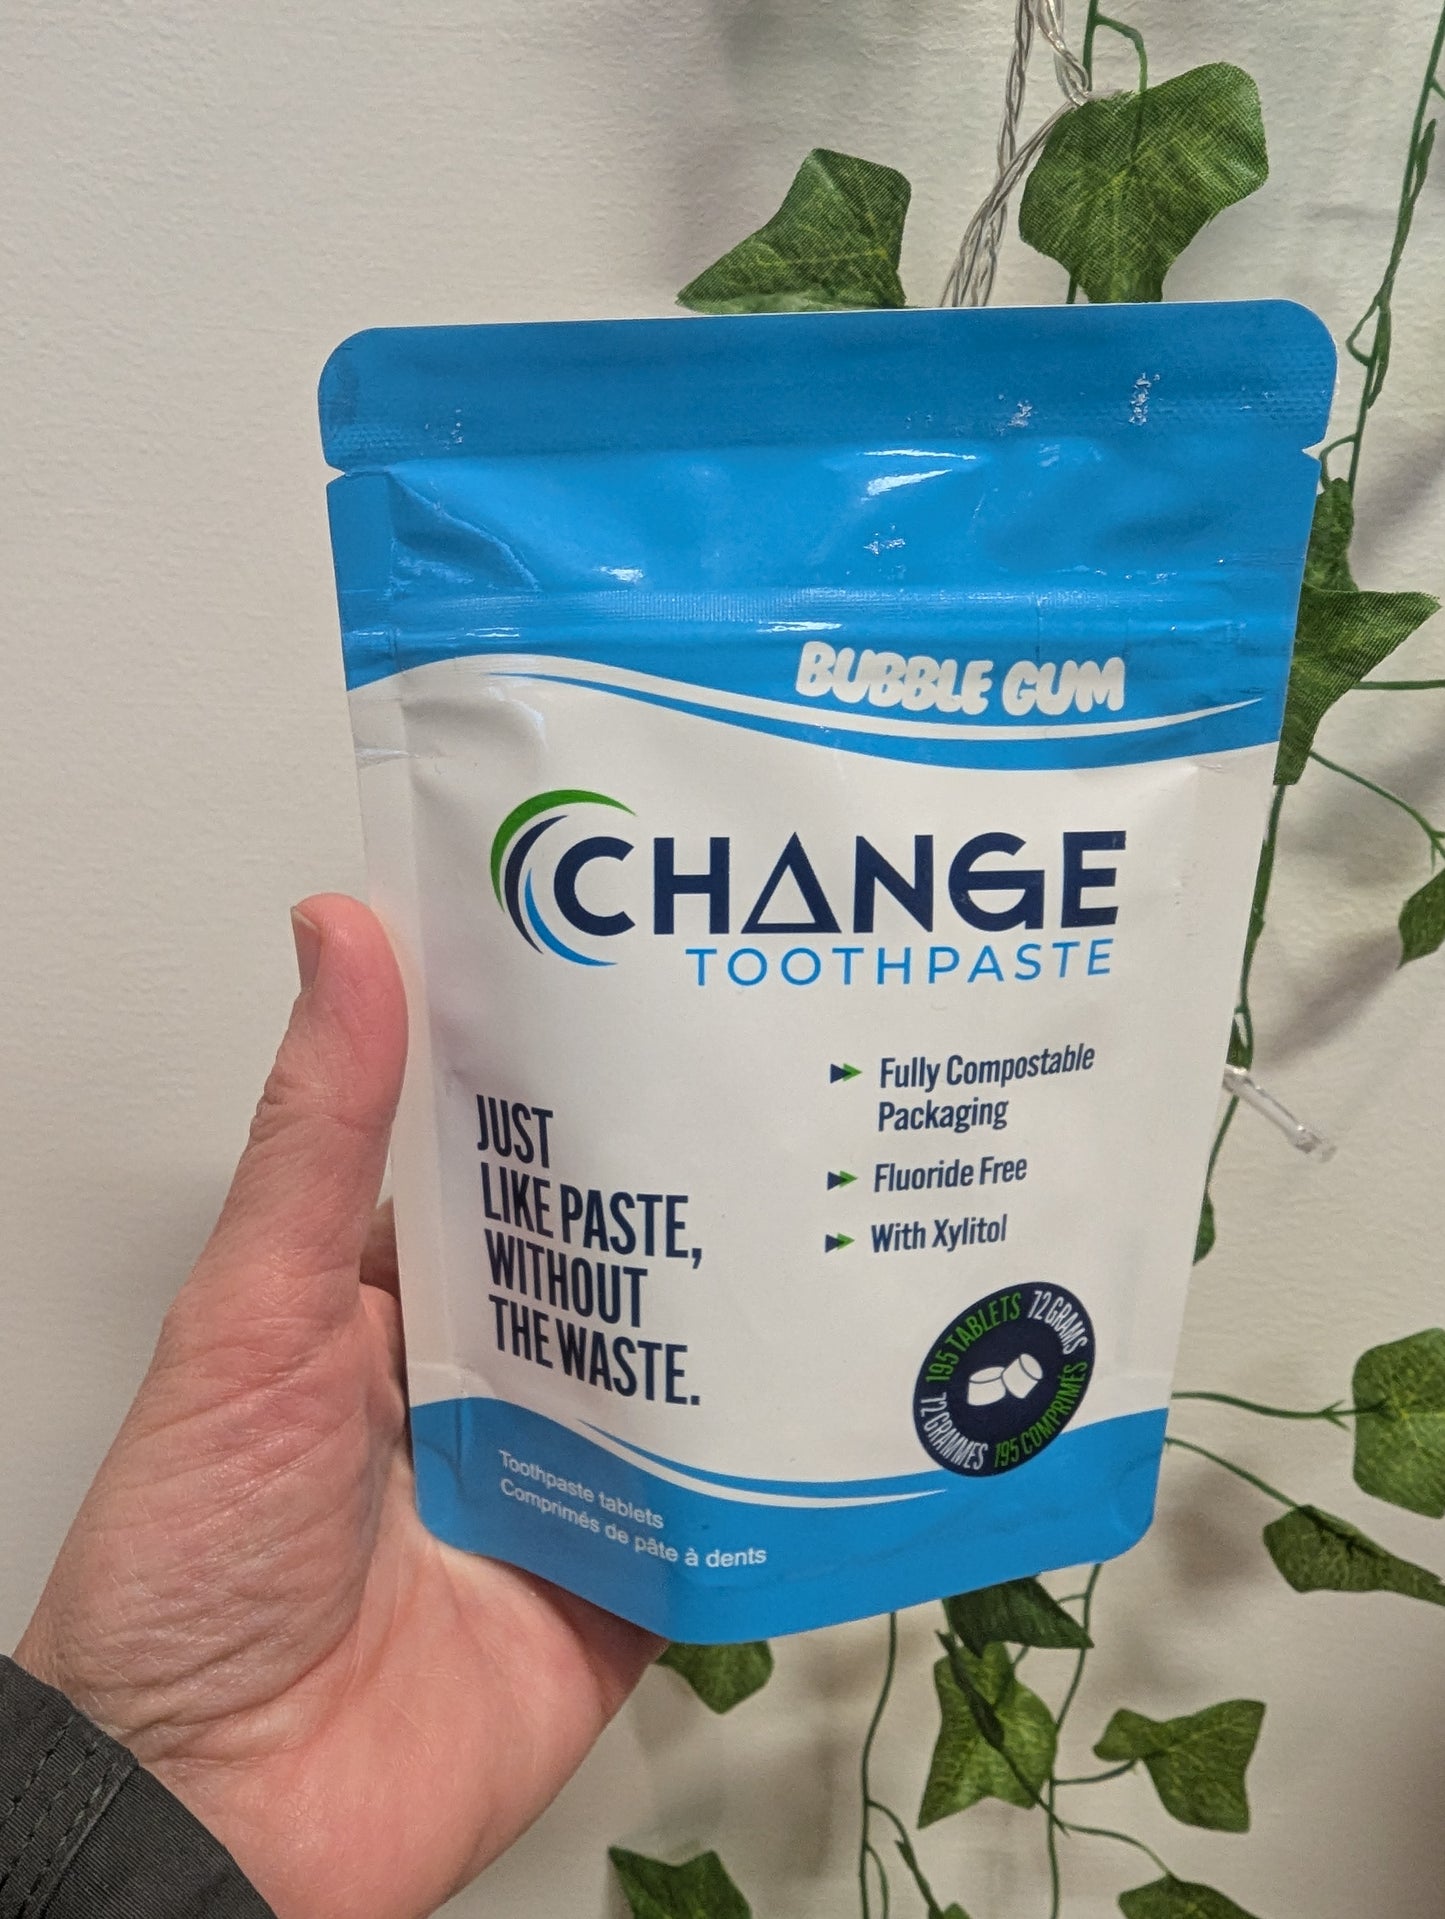 BUBBLE GUM
CHANGE
TOOTHPASTE
Fully Compostable
Packaging
Fluoride Free
With Xylitol
JUST
LIKE PASTE,
WITHOUT
THE WASTE.
195 TABLETS 72 GRAMS
72 GRAMMES 195 COMPRIMÉS
Toothpaste tablets
Comprimés de pâte à dents